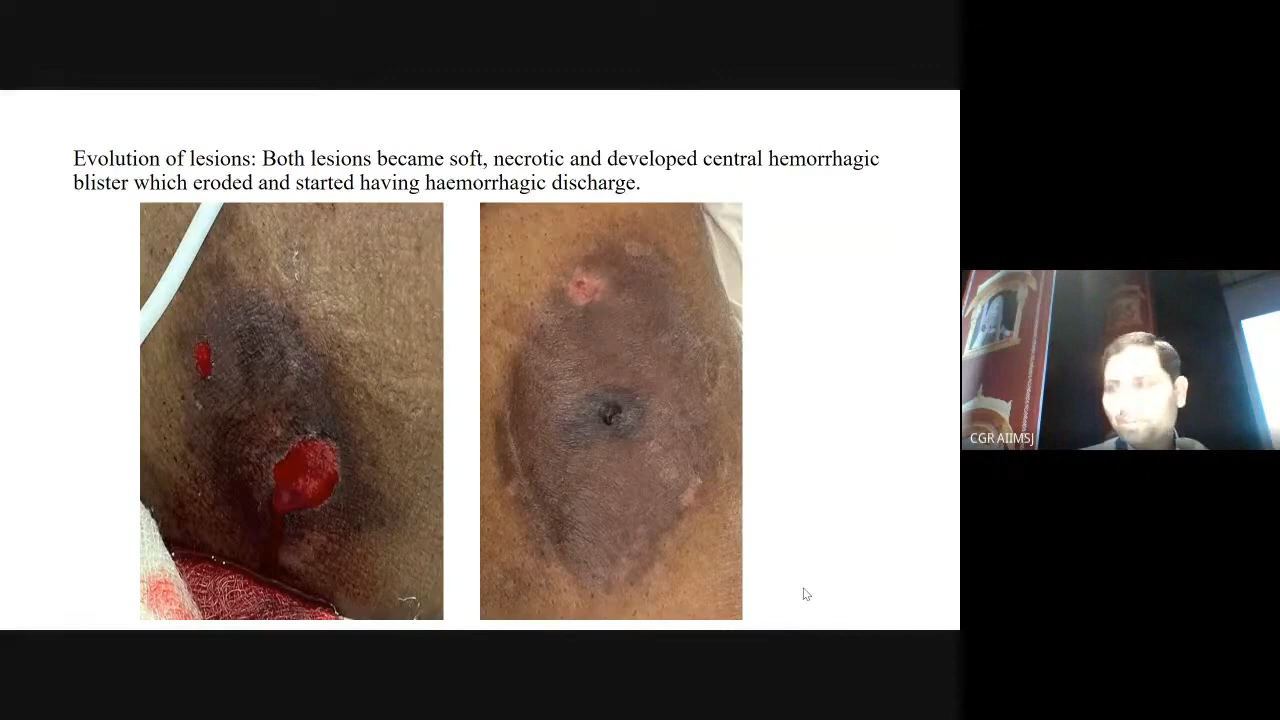 Evolution of lesions: Both lesions became soft, necrotic and developed central hemorrhagic
blister which eroded and started having haemorrhagic discharge.
CGR AIIMSJ